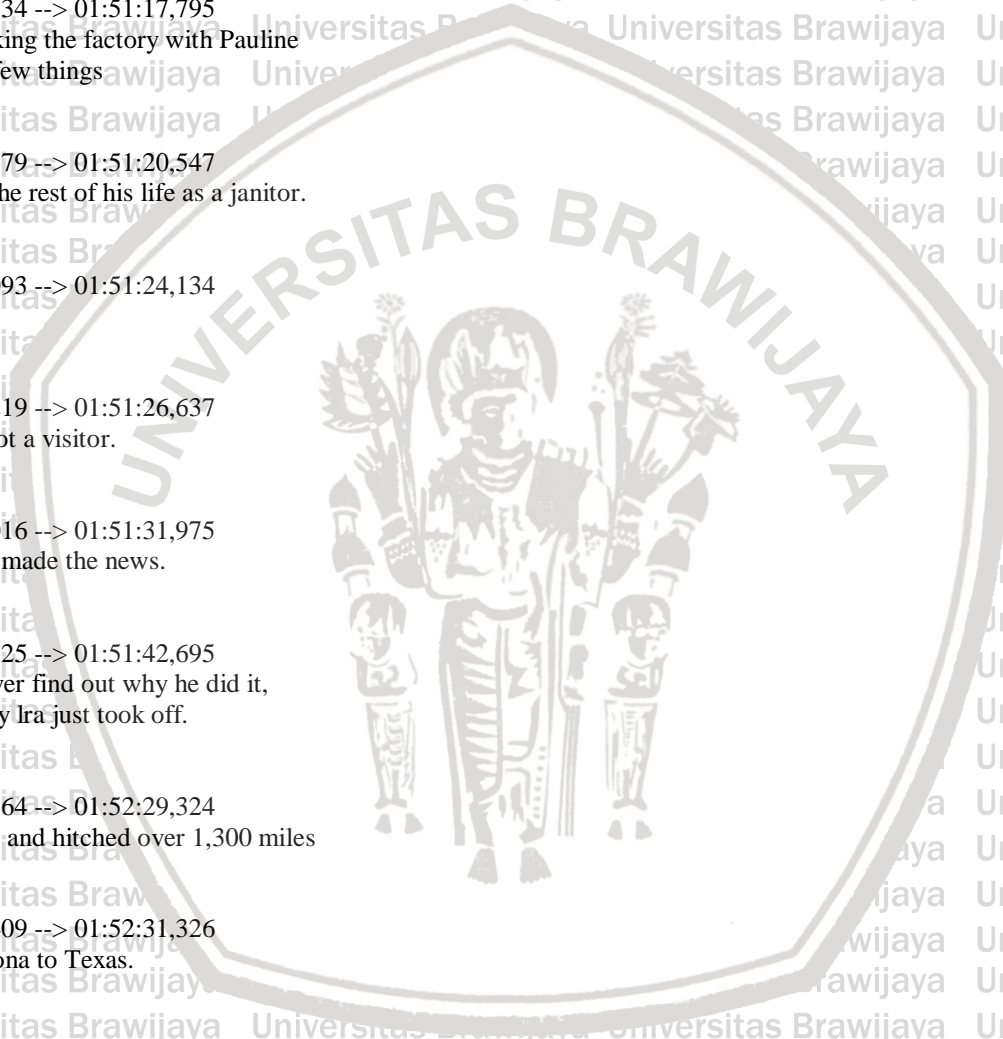 34 --> 01:51:17,795
king the factory with Pauline
few things
79 --> 01:51:20,547
he rest of his life as a janitor.
093 --> 01:51:24,134
19 --> 01:51:26,637
ot a visitor.
016 --> 01:51:31,975
made the news.
25 --> 01:51:42,695
ver find out why he did it,
y lra just took off.
64 --> 01:52:29,324
and hitched over 1,300 miles
09 --> 01:52:31,326
ona to Texas.
UNIVERSITAS BRAWIJAYA
Universitas Brawijaya